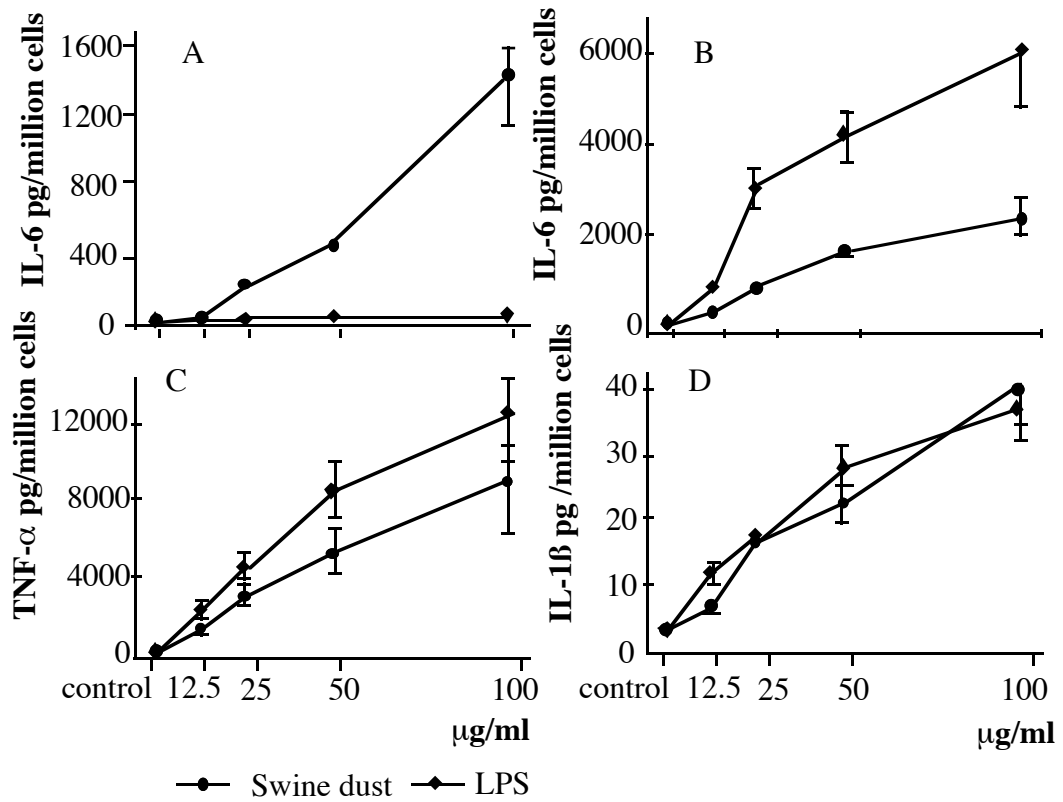 A
IL-6 pg/million cells
1600
1200
800
400
0
B
IL-6 pg/million cells
6000
4000
2000
0
C
TNF-α pg/million cells
12000
8000
4000
0
control 12.5 25 50 100
µg/ml
D
IL-1ß pg /million cells
40
30
20
10
0
control 12.5 25 50 100
µg/ml
Swine dust LPS